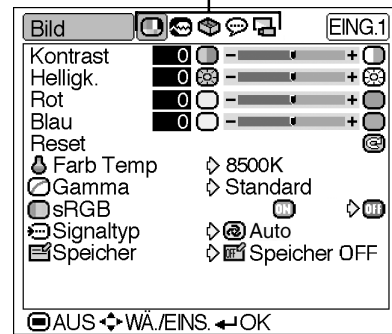 Bild EING.1
Kontrast 0 - +
Helligk. 0 - +
Rot 0 - +
Blau 0 - +
Reset
Farb Temp 8500K
Gamma Standard
sRGB ON OFF
Signaltyp Auto
Speicher OFF Speicher OFF
AUS WÄ./EINS. OK